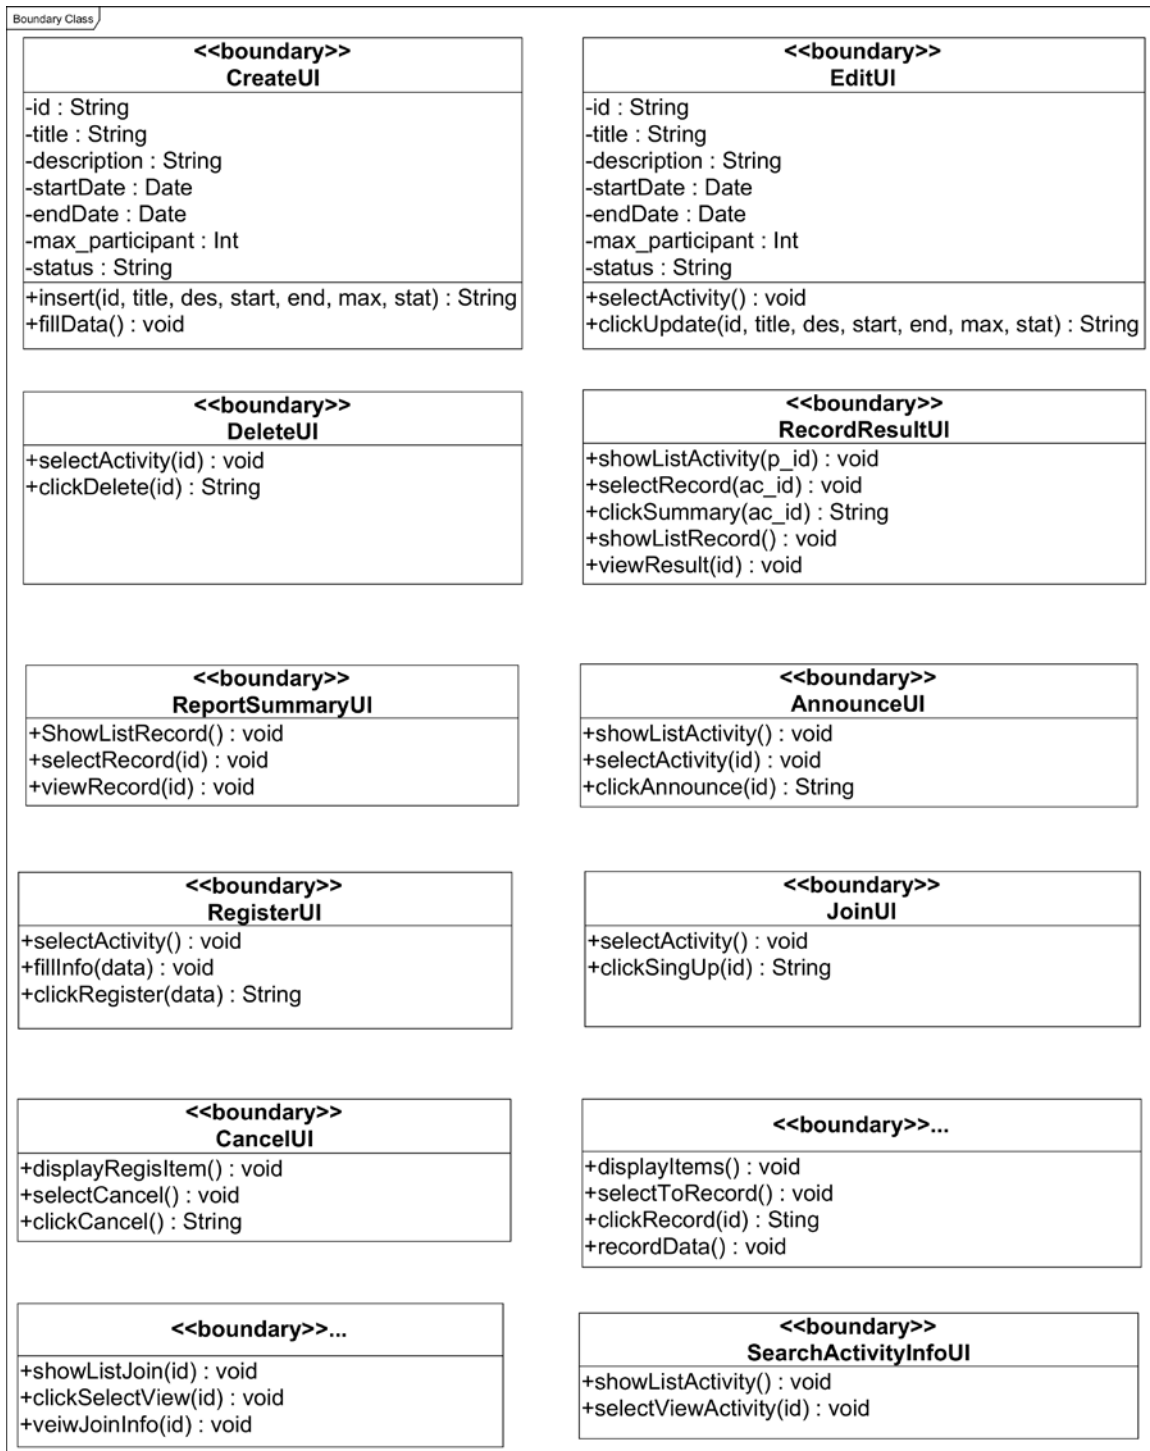 Boundary Class
<<boundary>>
CreateUI
-id : String
-title : String
-description : String
-startDate : Date
-endDate : Date
-max_participant : Int
-status : String
+insert(id, title, des, start, end, max, stat) : String
+fillData() : void
<<boundary>>
EditUI
-id : String
-title : String
-description : String
-startDate : Date
-endDate : Date
-max_participant : Int
-status : String
+selectActivity() : void
+clickUpdate(id, title, des, start, end, max, stat) : String
<<boundary>>
DeleteUI
+selectActivity(id) : void
+clickDelete(id) : String
<<boundary>>
RecordResultUI
+showListActivity(p_id) : void
+selectRecord(ac_id) : void
+clickSummary(ac_id) : String
+showListRecord() : void
+viewResult(id) : void
<<boundary>>
ReportSummaryUI
+ShowListRecord() : void
+selectRecord(id) : void
+viewRecord(id) : void
<<boundary>>
AnnounceUI
+showListActivity() : void
+selectActivity(id) : void
+clickAnnounce(id) : String
<<boundary>>
RegisterUI
+selectActivity() : void
+fillInfo(data) : void
+clickRegister(data) : String
<<boundary>>
JoinUI
+selectActivity() : void
+clickSingUp(id) : String
<<boundary>>
CancelUI
+displayRegisItem() : void
+selectCancel() : void
+clickCancel() : String
<<boundary>>...
+displayItems() : void
+selectToRecord() : void
+clickRecord(id) : Sting
+recordData() : void
<<boundary>>...
+showListJoin(id) : void
+clickSelectView(id) : void
+veiwJoinInfo(id) : void
<<boundary>>
SearchActivityInfoUI
+showListActivity() : void
+selectViewActivity(id) : void